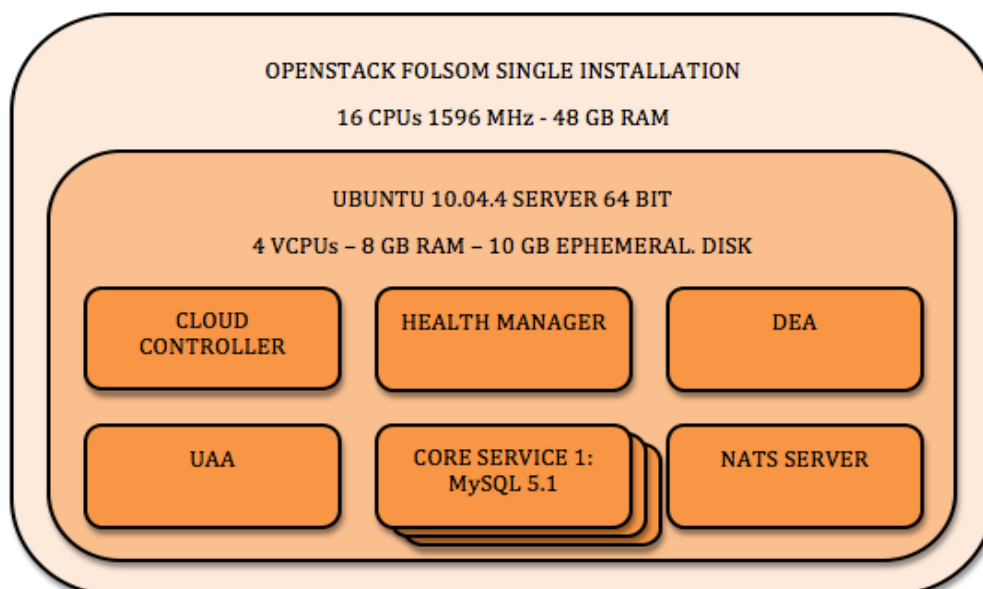 OPENSTACK FOLSOM SINGLE INSTALLATION
16 CPUs 1596 MHz - 48 GB RAM
UBUNTU 10.04.4 SERVER 64 BIT
4 VCPUs – 8 GB RAM – 10 GB EPHEMERAL. DISK
CLOUD
CONTROLLER
HEALTH MANAGER
DEA
UAA
CORE SERVICE 1:
MySQL 5.1
NATS SERVER